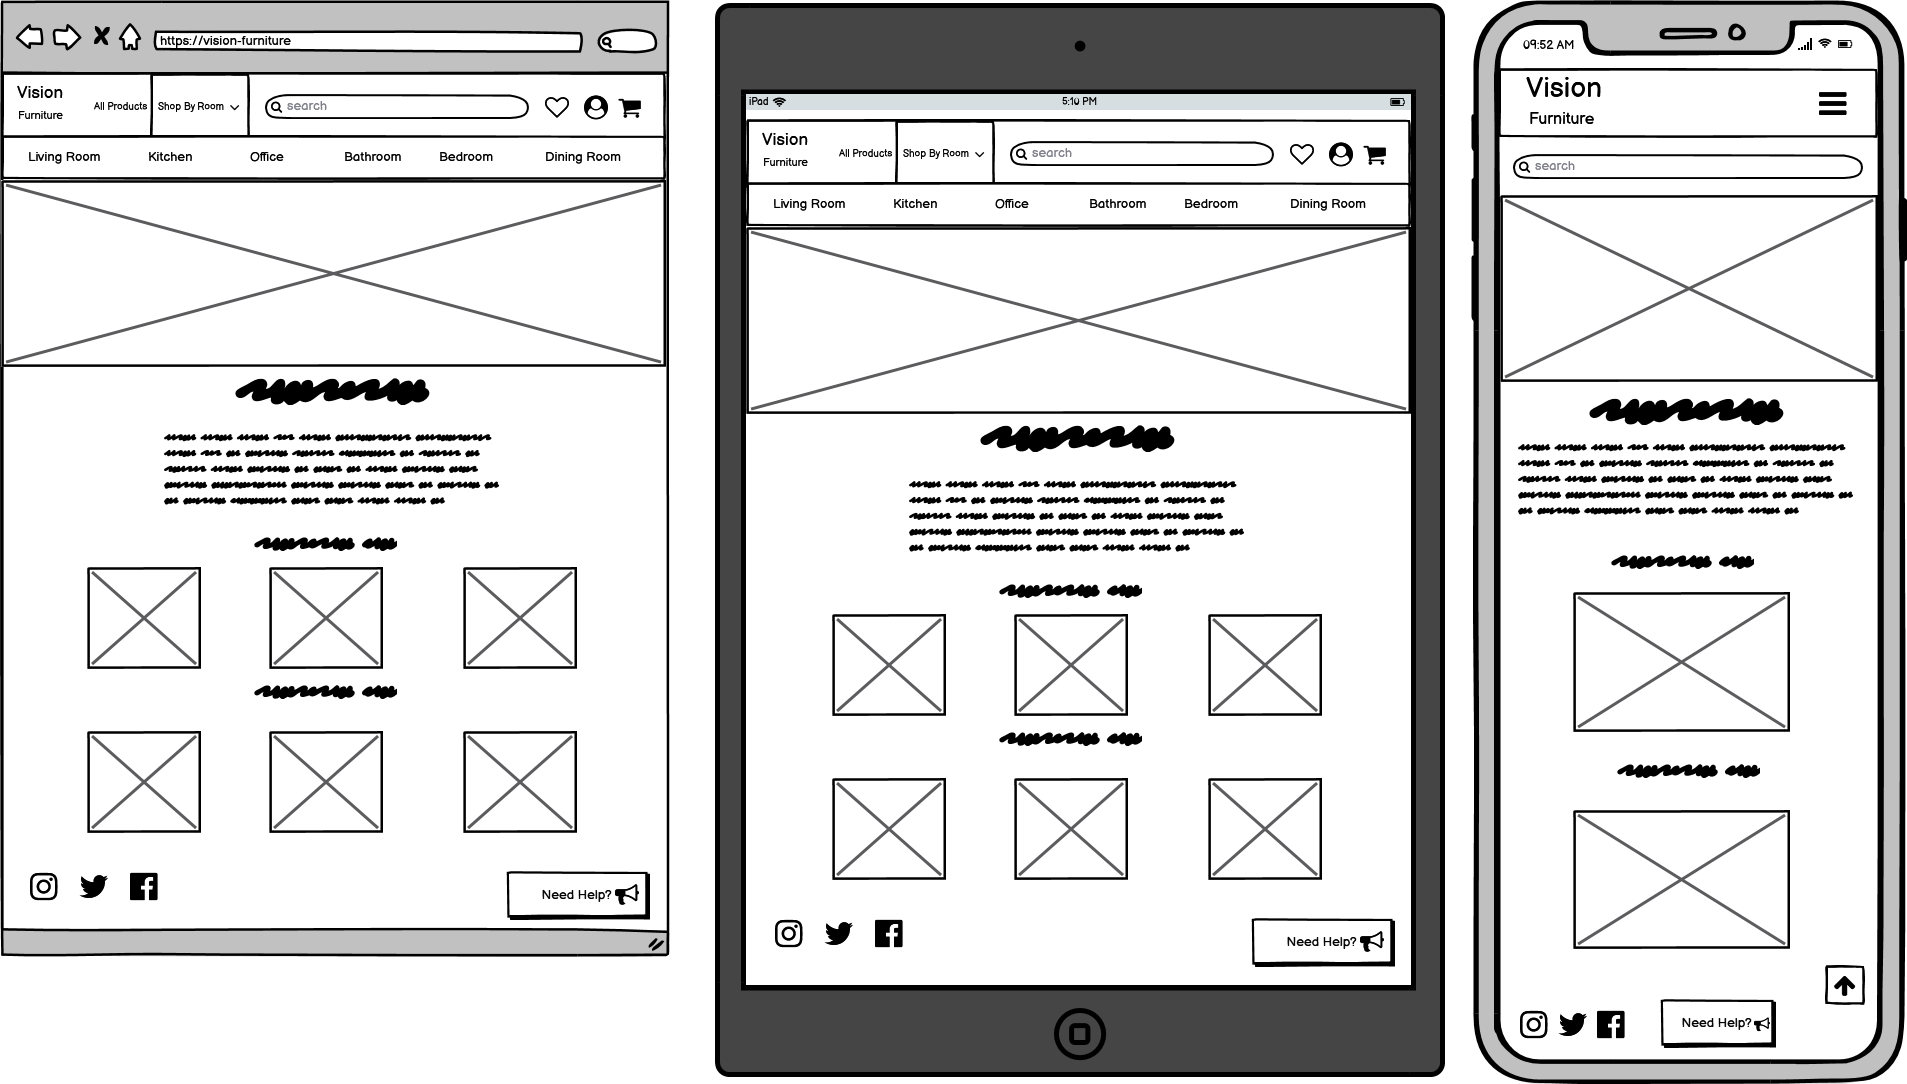 https://vision-furniture
Vision
Furniture
All Products
Shop By Room
search
Living Room Kitchen Office Bathroom Bedroom Dining Room
Need Help?
iPad 5:10 PM
Vision
Furniture
All Products
Shop By Room
search
Living Room Kitchen Office Bathroom Bedroom Dining Room
Need Help?
09:52 AM
Vision
Furniture
search
Need Help?